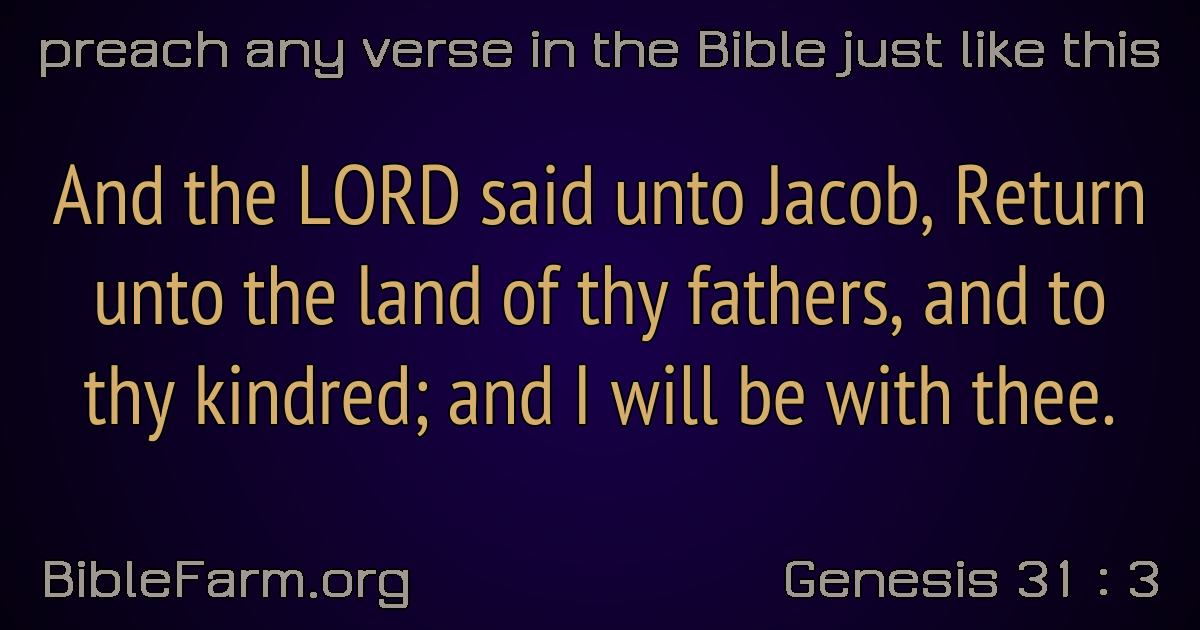 preach any verse in the Bible just like this
And the LORD said unto Jacob, Return
unto the land of thy fathers, and to
thy kindred; and I will be with thee.
BibleFarm.org
Genesis 31 : 3